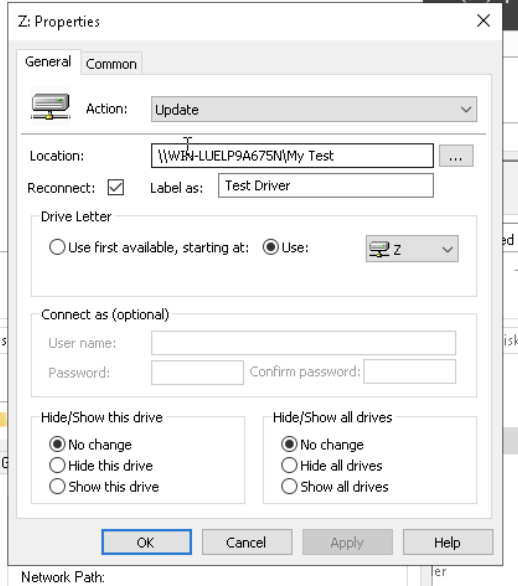 Z: Properties
General Common
Action: Update
Location: \\WIN-LUELP9A675N\My Test ...
Reconnect: Label as: Test Driver
Drive Letter
Use first available, starting at: Use: Z
ed
Connect as (optional)
User name:
isk
Password: Confirm password:
Hide/Show this drive Hide/Show all drives
No change No change
Hide this drive Hide all drives
Show this drive Show all drives
OK Cancel Apply Help
Network Path:
ler